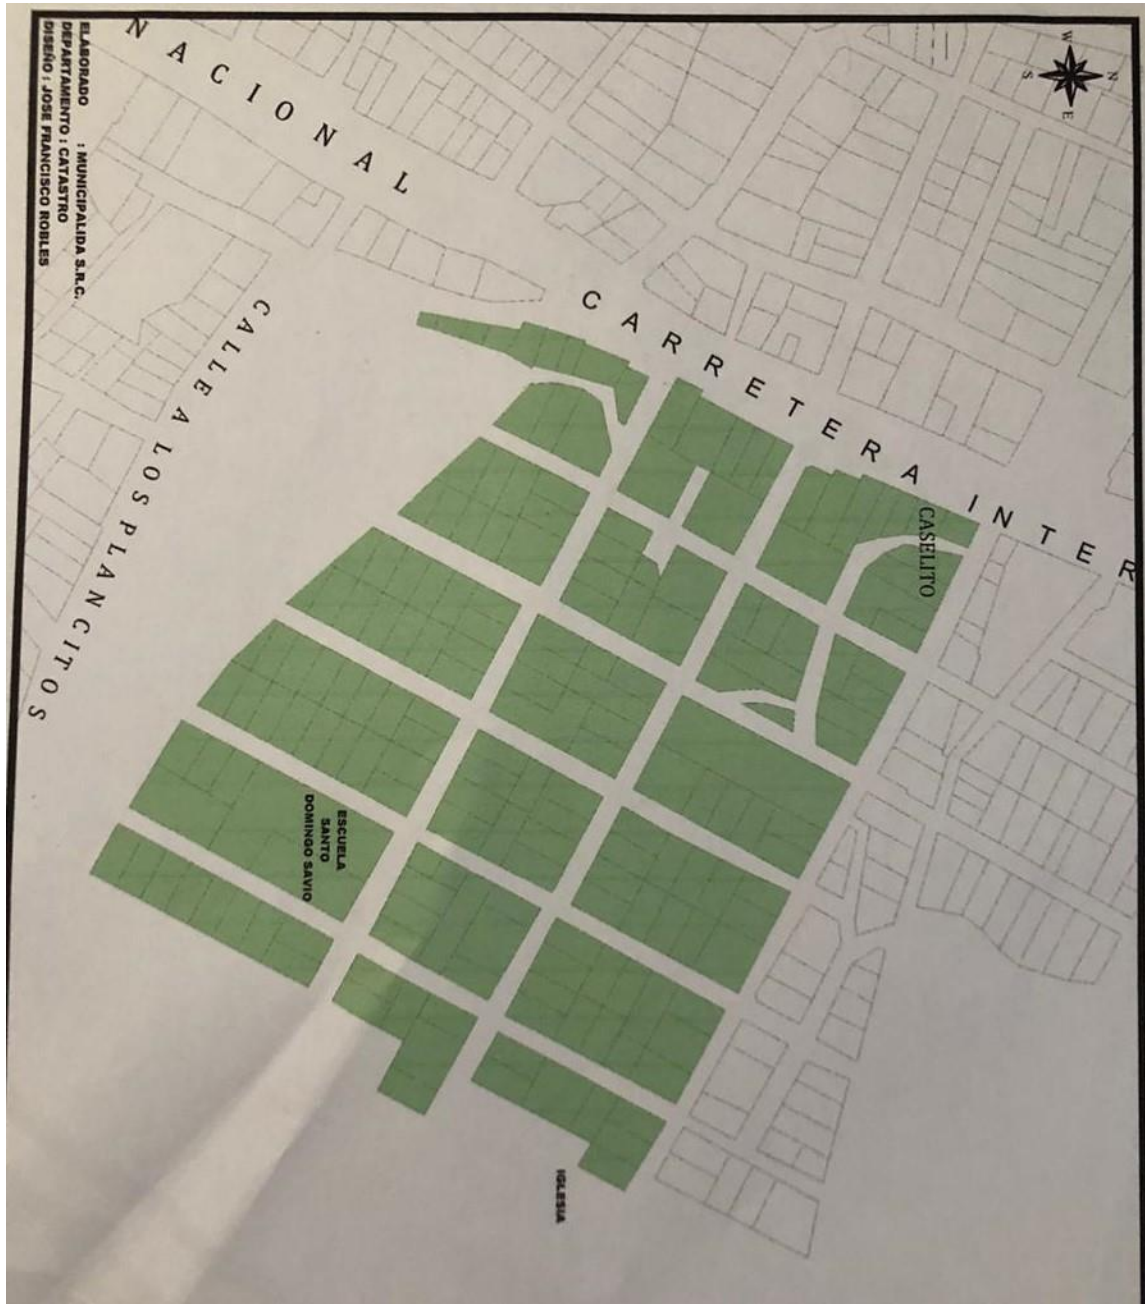 ELABORADO : MUNICIPALIDA S.R.C.
DEPARTAMENTO : CATASTRO
DISEÑO : JOSE FRANCISCO ROBLES
W
N
S
E
CARRETERA INTER
NACIONAL
CALLE A LOS PLANCITOS
CASELITO
ESCUELA
SANTO
DOMINGO SAVIO
IGLESIA